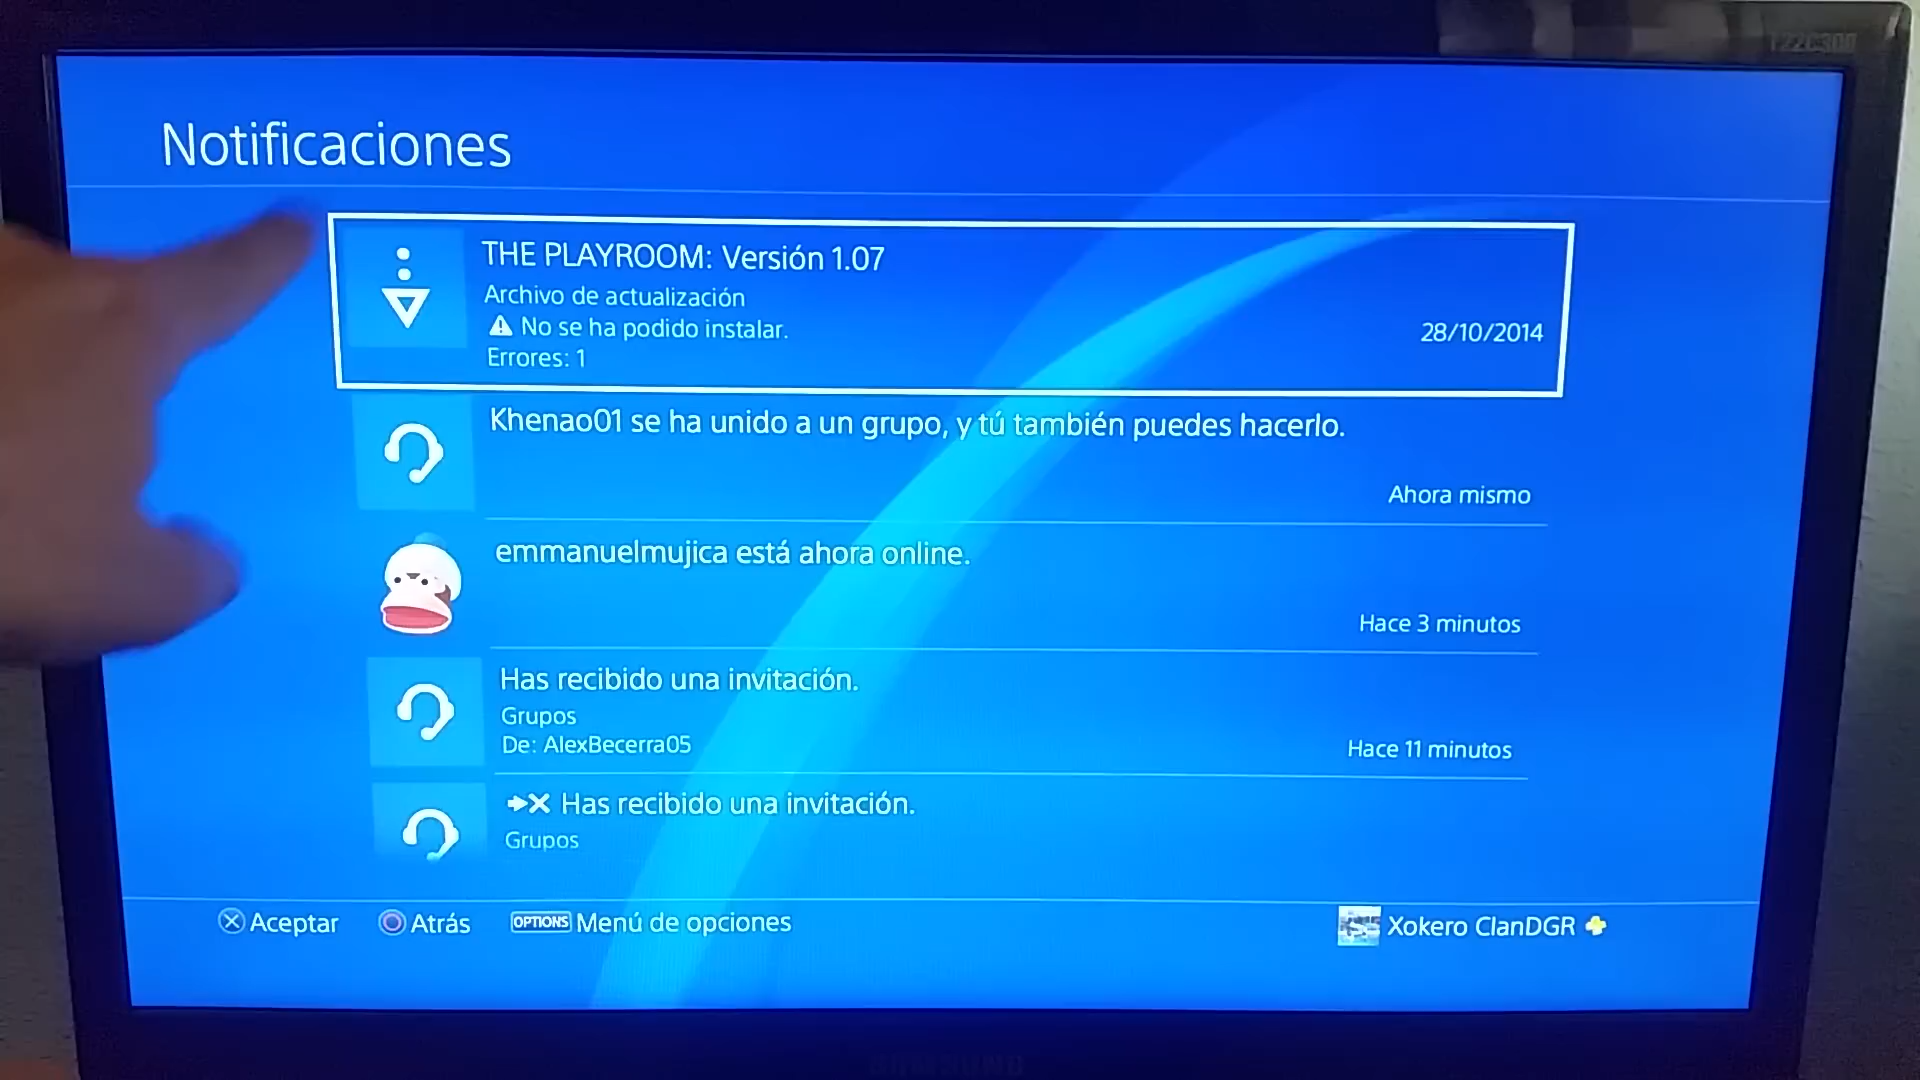 T22C300
Notificaciones
THE PLAYROOM: Versión 1.07
Archivo de actualización
No se ha podido instalar.
Errores: 1
28/10/2014
Khenao01 se ha unido a un grupo, y tú también puedes hacerlo.
Ahora mismo
emmanuelmujica está ahora online.
Hace 3 minutos
Has recibido una invitación.
Grupos
De: AlexBecerra05
Hace 11 minutos
Has recibido una invitación.
Grupos
Aceptar
Atrás
OPTIONS Menú de opciones
Xokero ClanDGR
SAMSUNG